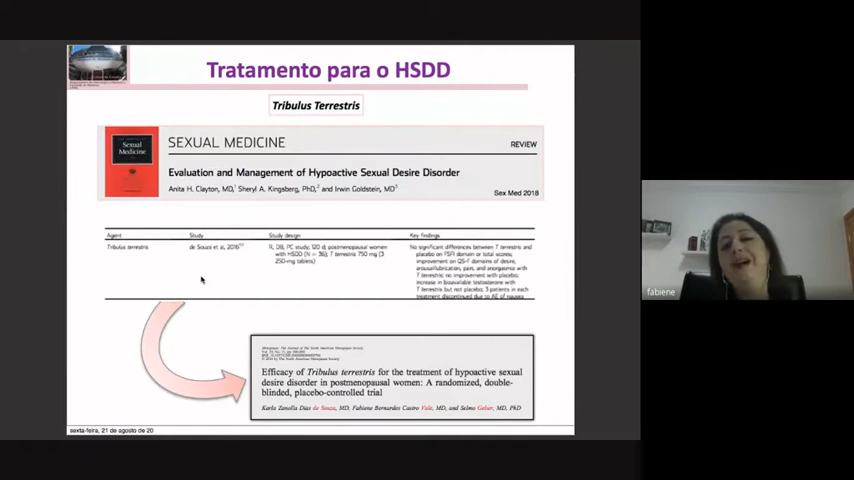 Tratamento para o HSDD
Tribulus Terrestris
Sexual
Medicine
SEXUAL MEDICINE
REVIEW
Evaluation and Management of Hypoactive Sexual Desire Disorder
Anita H. Clayton, MD,1 Sheryl A. Kingsberg, PhD,2 and Irwin Goldstein, MD3
Sex Med 2018
Agent Study Study design Key findings
Tribulus terrestris de Souza et al, 2016 R, DB, PC study; 120 d; postmenopausal women No significant differences between T terrestris and
with HSDD (N = 36); T terrestris 750 mg (3 placebo on FSFI domain or total scores;
250-mg tablets) improvement on QS-F domains of desire,
arousal/lubrication, pain, and anorgasmia with
T terrestris; no improvement with placebo;
increase in bioavailable testosterone with
T terrestris but not placebo; 3 patients in each
treatment discontinued due to AE of nausea
Efficacy of Tribulus terrestris for the treatment of hypoactive sexual
desire disorder in postmenopausal women: A randomized, double-
blinded, placebo-controlled trial
Karla Zanolla Dias de Souza, MD, Fabiene Bernardes Castro Vale, MD, and Selmo Geber, MD, PhD
sexta-feira, 21 de agosto de 20
fabiene